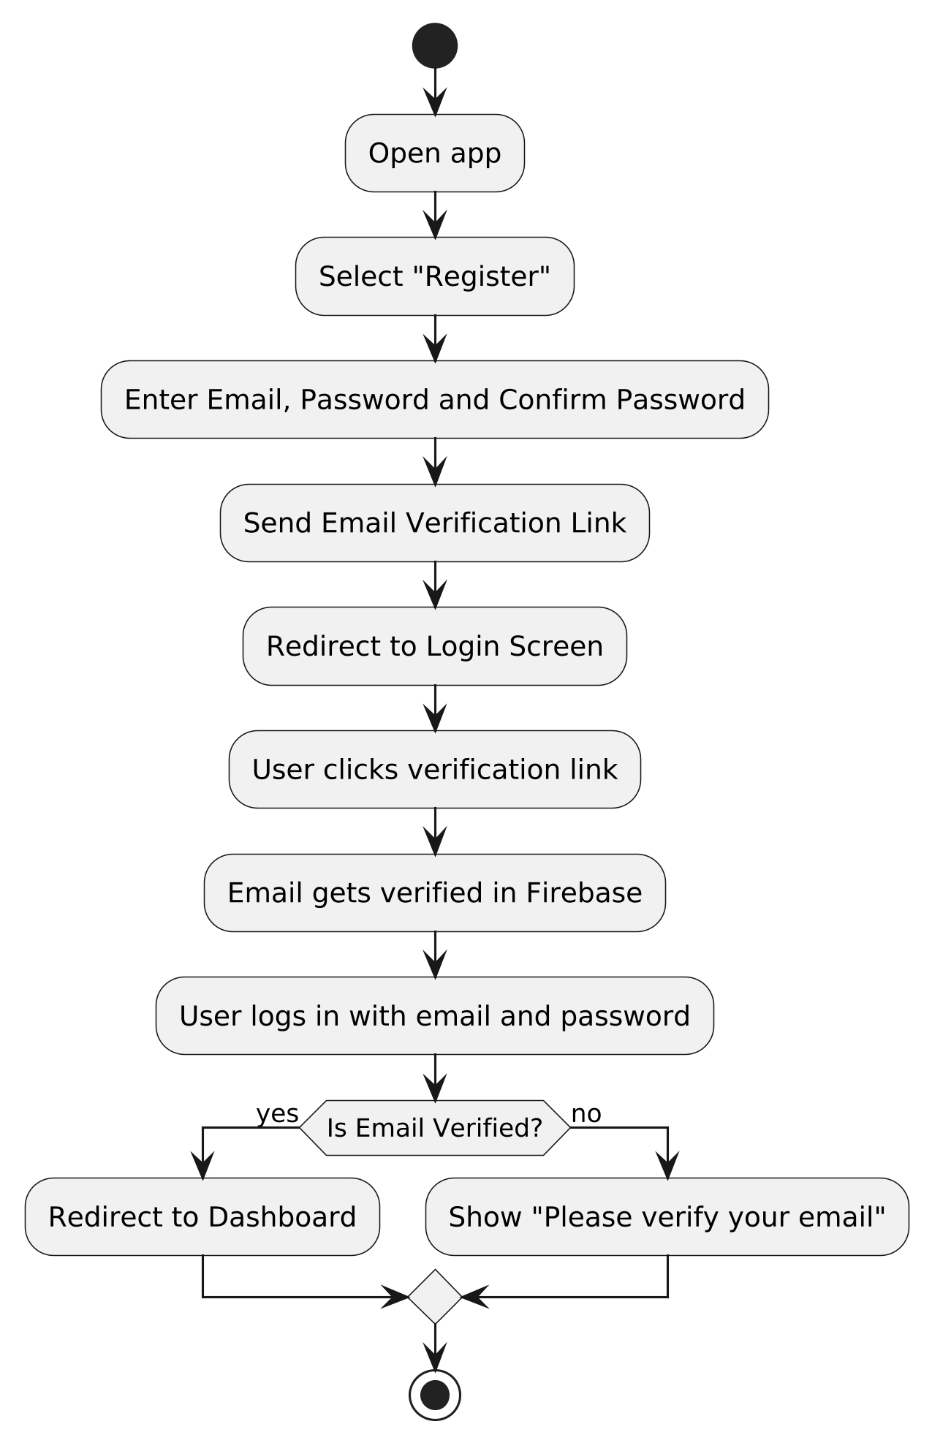 Open app
Select "Register"
Enter Email, Password and Confirm Password
Send Email Verification Link
Redirect to Login Screen
User clicks verification link
Email gets verified in Firebase
User logs in with email and password
yes
Is Email Verified?
no
Redirect to Dashboard
Show "Please verify your email"